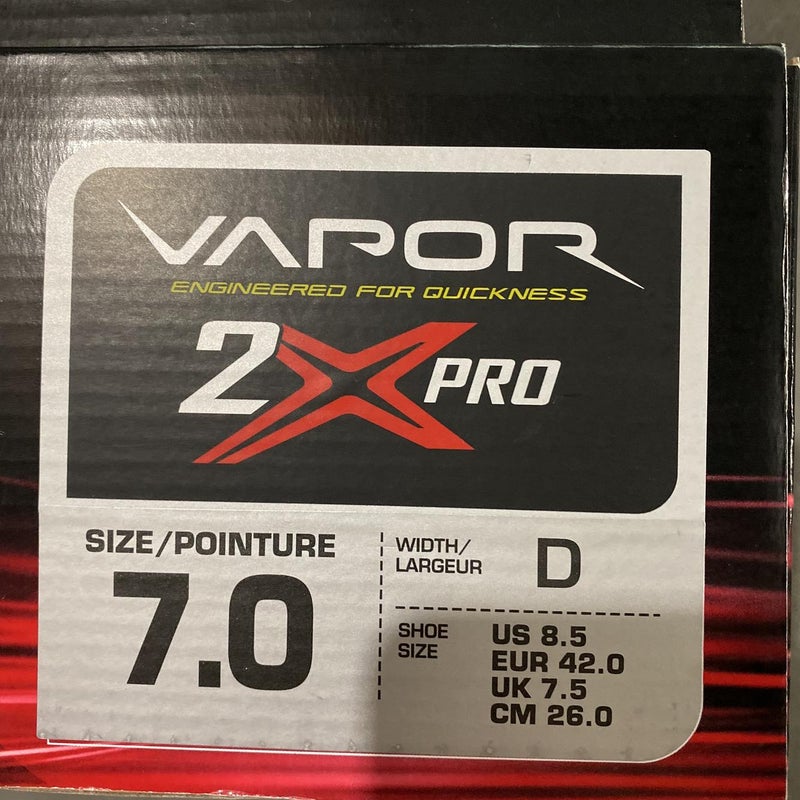 VAPOR
ENGINEERED FOR QUICKNESS
2X PRO
SIZE/POINTURE
7.0
WIDTH/
LARGEUR
D
SHOE
SIZE
US 8.5
EUR 42.0
UK 7.5
CM 26.0